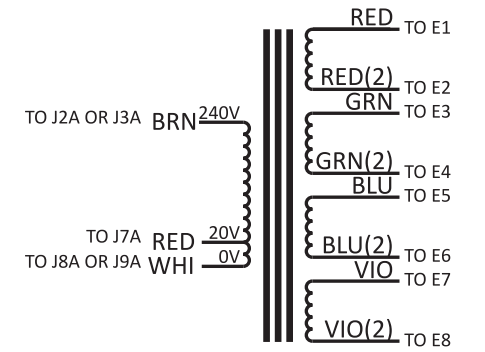 RED TO E1
RED(2) TO E2
GRN TO E3
TO J2A OR J3A BRN 240V
GRN(2) TO E4
BLU TO E5
TO J7A RED 20V
BLU(2) TO E6
TO J8A OR J9A WHI 0V
VIO TO E7
VIO(2) TO E8